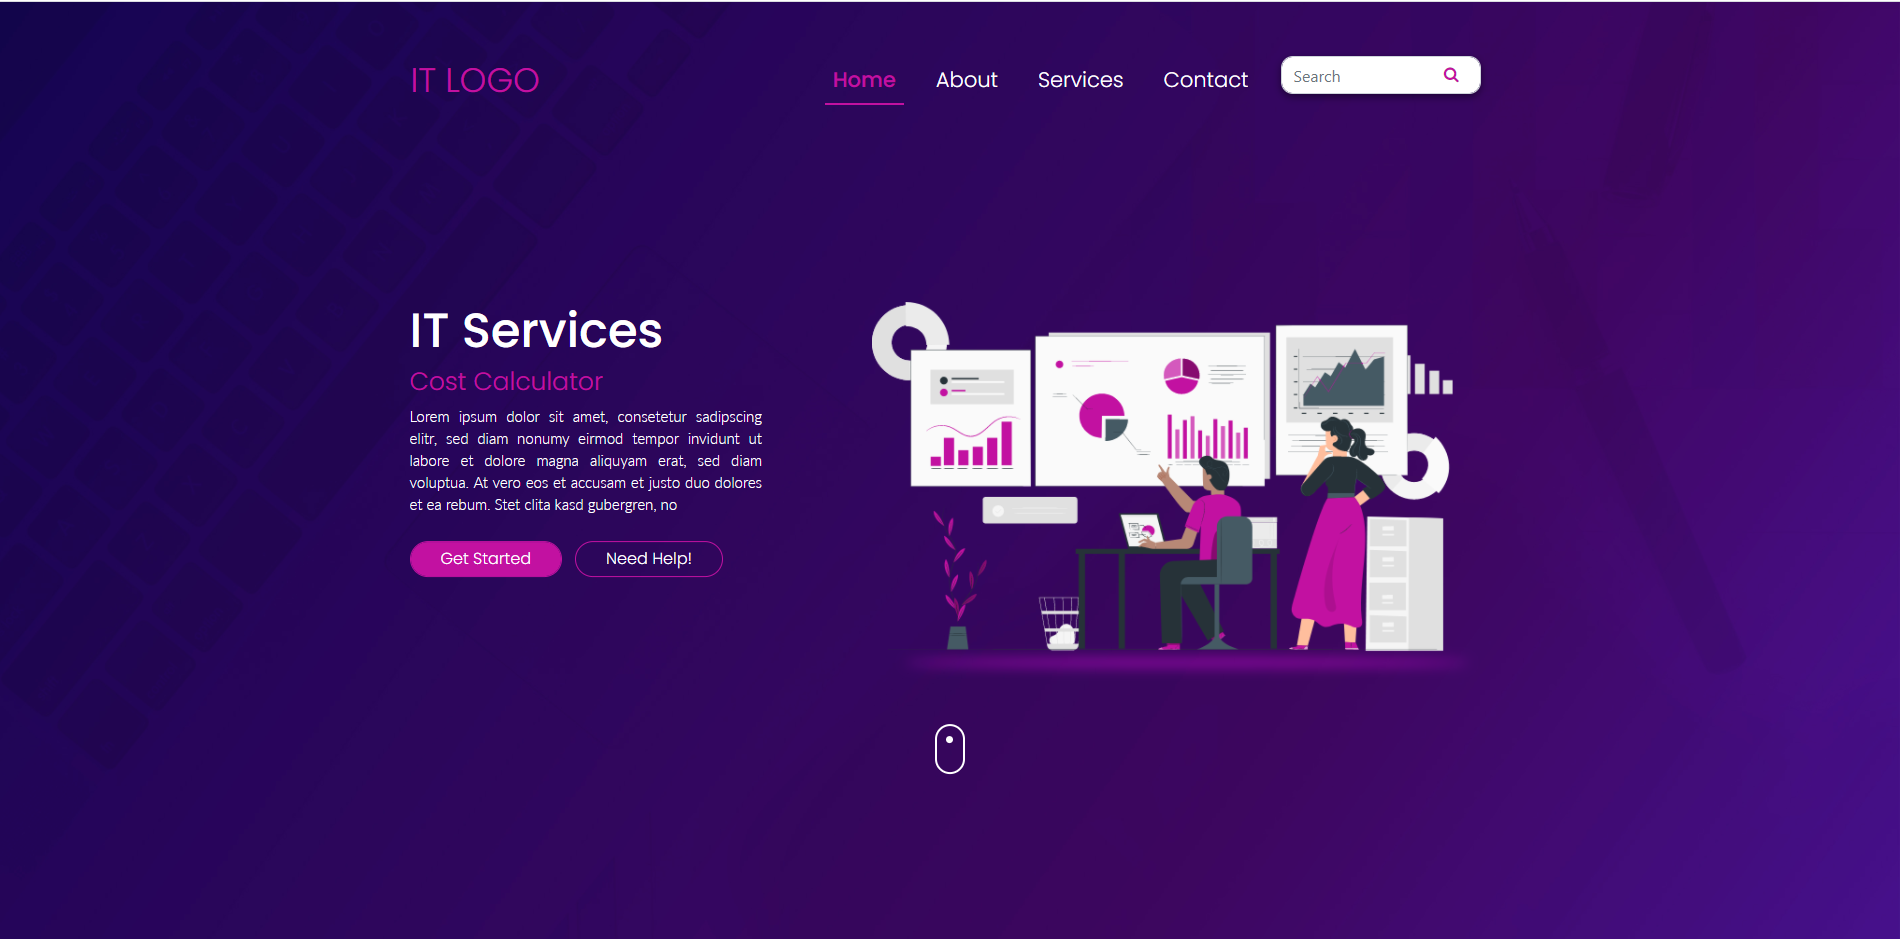 IT LOGO
Home
About
Services
Contact
Search
IT Services
Cost Calculator
Lorem ipsum dolor sit amet, consetetur sadipscing
elitr, sed diam nonumy eirmod tempor invidunt ut
labore et dolore magna aliquyam erat, sed diam
voluptua. At vero eos et accusam et justo duo dolores
et ea rebum. Stet clita kasd gubergren, no
Get Started
Need Help!